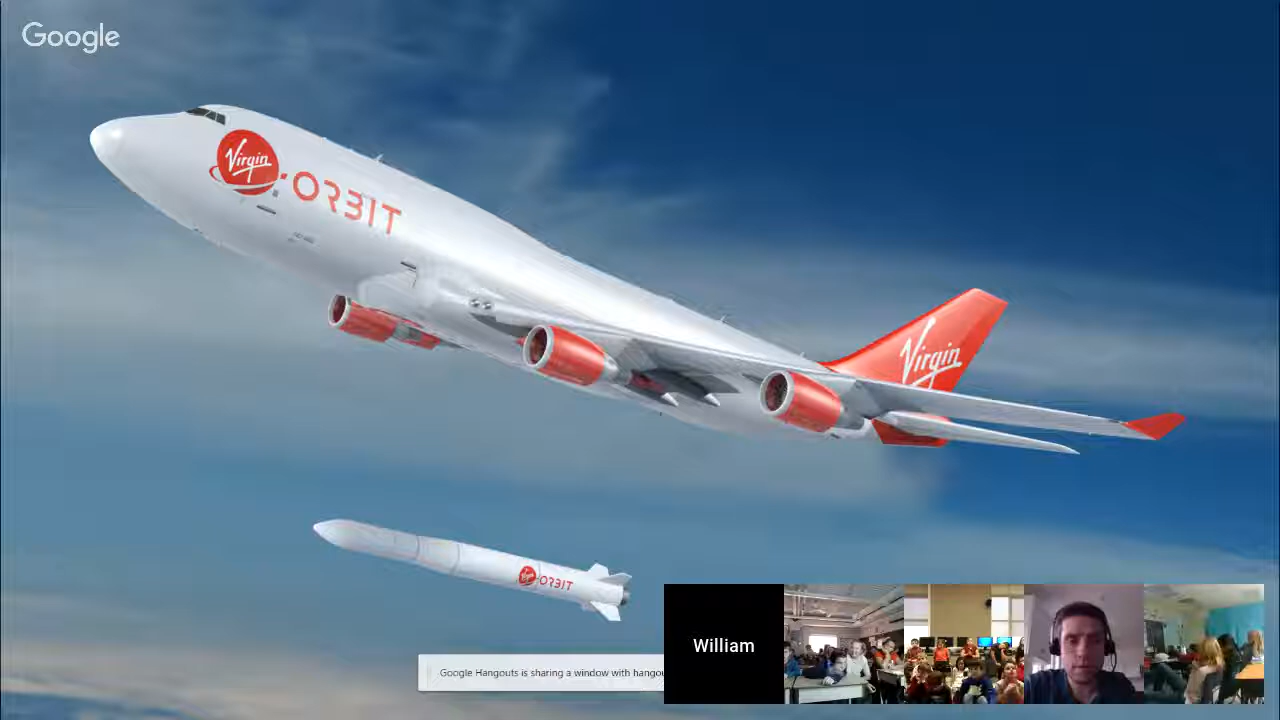 Google
Virgin
ORBIT
Virgin
Virgin
ORBIT
William
Google Hangouts is sharing a window with hangou